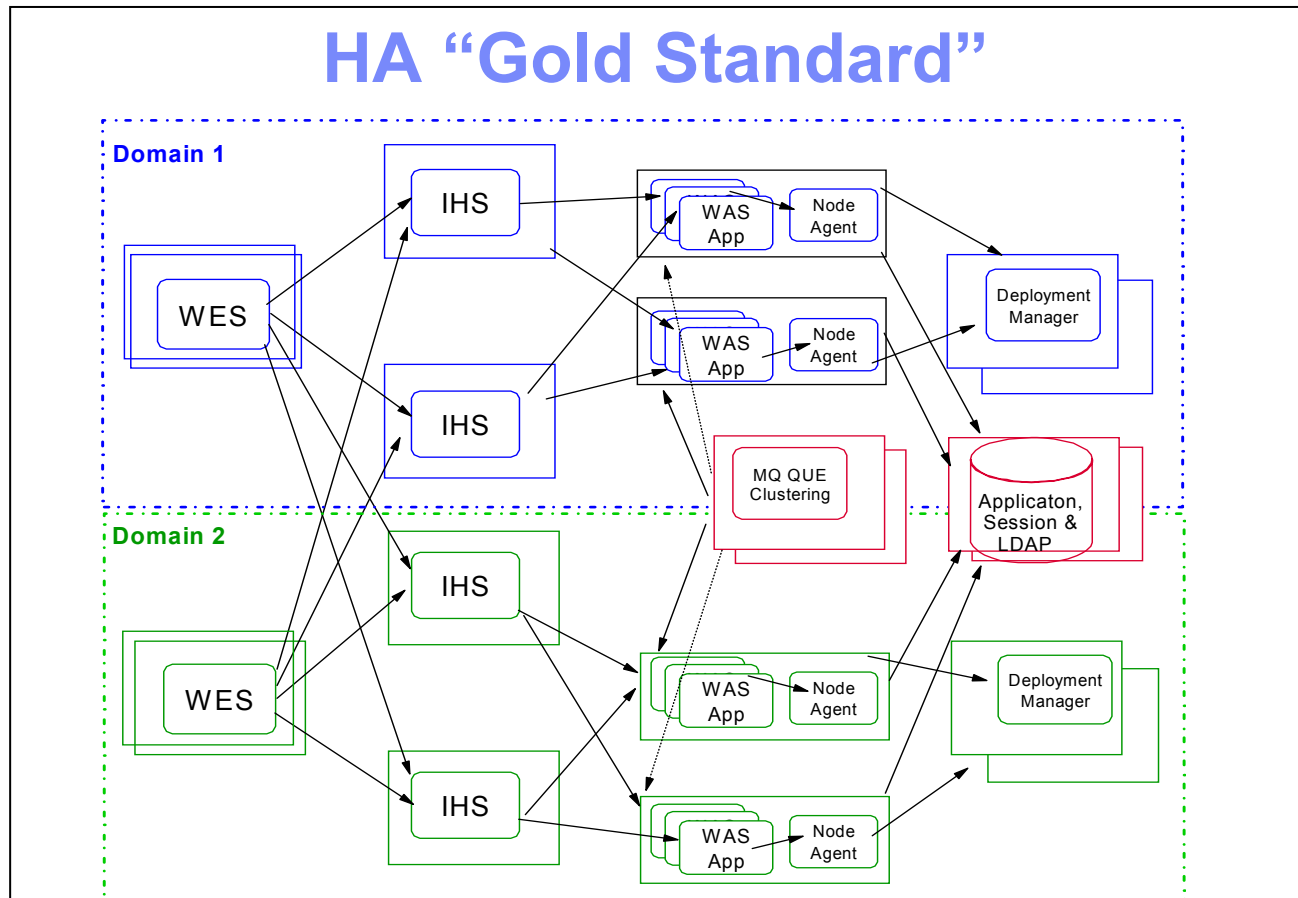 HA “Gold Standard”
Domain 1
WES
IHS
IHS
WAS
App
Node
Agent
WAS
App
Node
Agent
Deployment
Manager
MQ QUE
Clustering
Applicaton,
Session &
LDAP
Domain 2
WES
IHS
IHS
WAS
App
Node
Agent
WAS
App
Node
Agent
Deployment
Manager